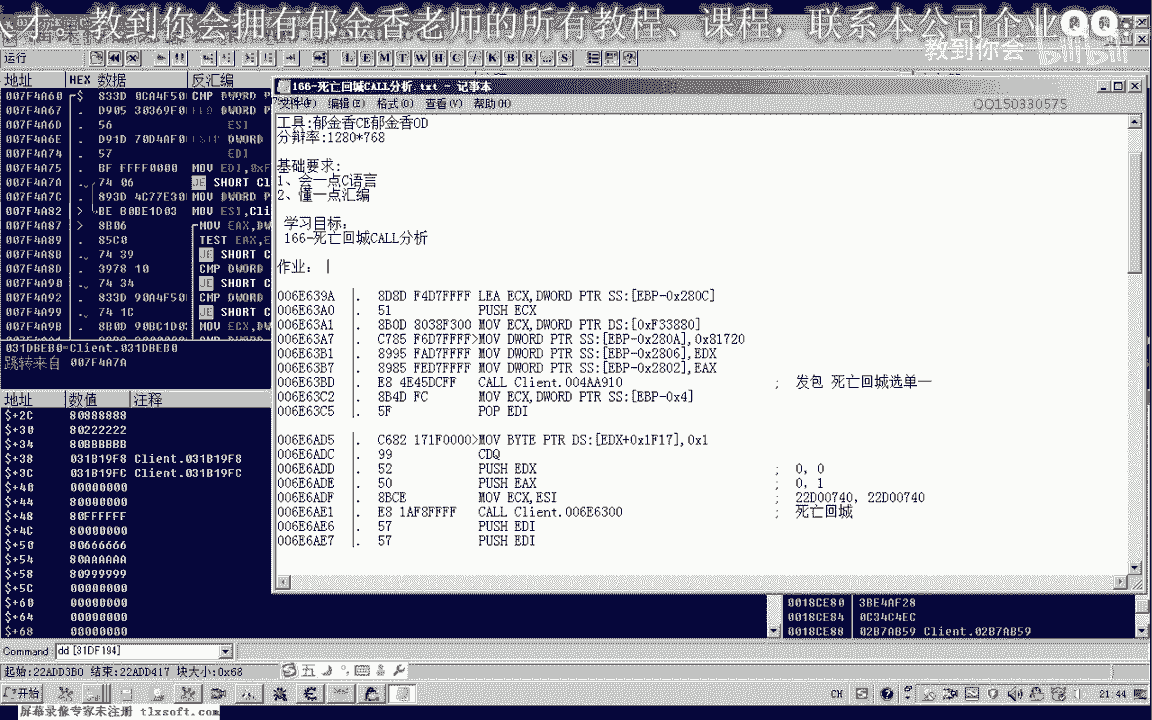 人才，教到你会拥有郁金香老师的所有教程、课程，联系本公司企业QQ
教到你会 bilibili
运行
L E M T W H C / K B R ... S
地址 HEX 数据 反汇编
007F4A60 $ 833D 0CA4F50 CMP DWORD P
007F4A67 . D905 30369F0 DWORD P
007F4A6D . 56 ESI
007F4A6E . D91D 70D4AF0 DWORD
007F4A74 . 57 EDI
007F4A75 . BF FFFF0000 MOV EDI,0xF
007F4A7A . 74 06 JE SHORT Cl
007F4A7C . 893D 4C77E30 MOV DWORD P
007F4A82 > BE B0BE1D03 MOV ESI,Cli
007F4A87 > 8B06 MOV EAX,DW
007F4A89 . 85C0 TEST EAX,E
007F4A8B . 74 39 JE SHORT C
007F4A8D . 3978 10 CMP DWORD
007F4A90 . 74 34 JE SHORT C
007F4A92 . 833D 90A4F50 CMP DWORD
007F4A99 . 74 1C JE SHORT C
007F4A9B . 8B0D 90BC1D0 MOV ECX,DW
031DBEB0=Client.031DBEB0
跳转来自 007F4A7A
166-死亡回城CALL分析.txt - 记事本
文件(F) 编辑(E) 格式(O) 查看(V) 帮助(H)
QQ150330575
工具:郁金香CE郁金香OD
分辩率:1280*768
基础要求:
1、会一点C语言
2、懂一点汇编
学习目标:
166-死亡回城CALL分析
作业:
006E639A |. 8D8D F4D7FFFF LEA ECX,DWORD PTR SS:[EBP-0x280C]
006E63A0 |. 51 PUSH ECX
006E63A1 |. 8B0D 8038F300 MOV ECX,DWORD PTR DS:[0xF33880]
006E63A7 |. C785 F6D7FFFF>MOV DWORD PTR SS:[EBP-0x280A],0x81720
006E63B1 |. 8995 FAD7FFFF MOV DWORD PTR SS:[EBP-0x2806],EDX
006E63B7 |. 8985 FED7FFFF MOV DWORD PTR SS:[EBP-0x2802],EAX
006E63BD |. E8 4E45DCFF CALL Client.004AA910 ; 发包 死亡回城选单一
006E63C2 |. 8B4D FC MOV ECX,DWORD PTR SS:[EBP-0x4]
006E63C5 |. 5F POP EDI
006E6AD5 |. C682 171F0000>MOV BYTE PTR DS:[EDX+0x1F17],0x1
006E6ADC |. 99 CDQ
006E6ADD |. 52 PUSH EDX ; 0, 0
006E6ADE |. 50 PUSH EAX ; 0, 1
006E6ADF |. 8BCE MOV ECX,ESI ; 22D00740, 22D00740
006E6AE1 |. E8 1AF8FFFF CALL Client.006E6300 ; 死亡回城
006E6AE6 |. 57 PUSH EDI
006E6AE7 |. 57 PUSH EDI
地址 数值 注释
$+2C 80888888
$+30 80222222
$+34 80BBBBBB
$+38 031B19F8 Client.031B19F8
$+3C 031B19FC Client.031B19FC
$+40 00000000
$+44 80000000
$+48 80FFFFFF
$+4C 80000000
$+50 80666666
$+54 80AAAAAA
$+58 80999999
$+5C 00000000
$+60 00000000
$+64 00000000
$+68 00000000
0018CE80 3BE4AF28
0018CE84 0C34C4EC
0018CE88 02B7AB59 Client.02B7AB59
Command: dd [31DF194]
起始:22ADD3B0 结束:22ADD417 块大小:0x68
五
开始
CH
21:44
屏幕录像专家未注册 tlxsoft.com